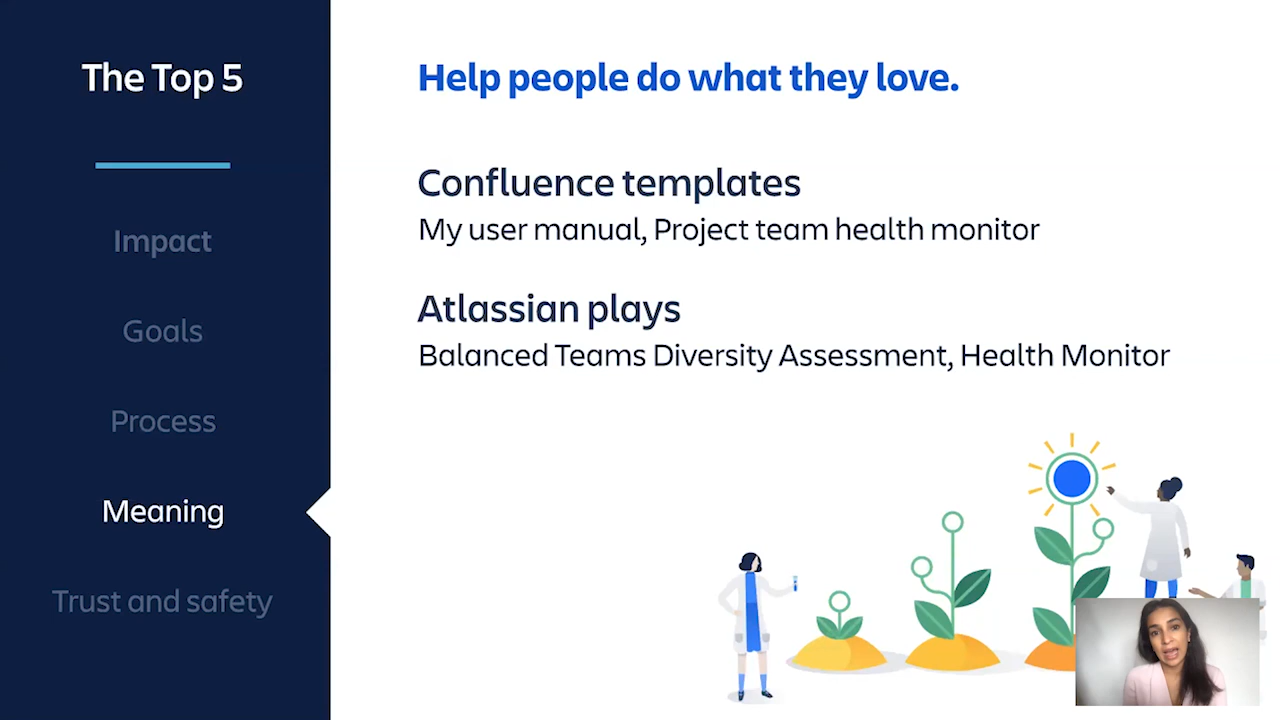 The Top 5
Impact
Goals
Process
Meaning
Trust and safety
Help people do what they love.
Confluence templates
My user manual, Project team health monitor
Atlassian plays
Balanced Teams Diversity Assessment, Health Monitor